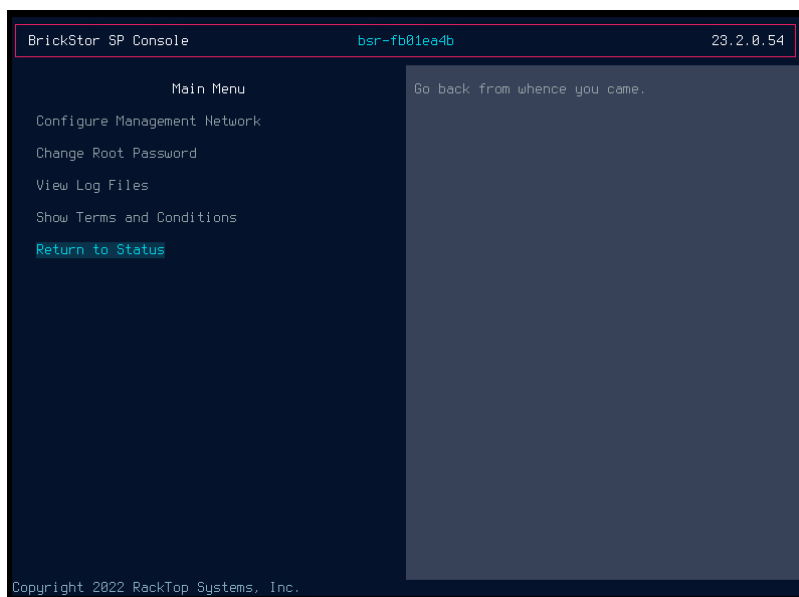 BrickStor SP Console bsr-fb01ea4b 23.2.0.54
Main Menu
Go back from whence you came.
Configure Management Network
Change Root Password
View Log Files
Show Terms and Conditions
Return to Status
Copyright 2022 RackTop Systems, Inc.